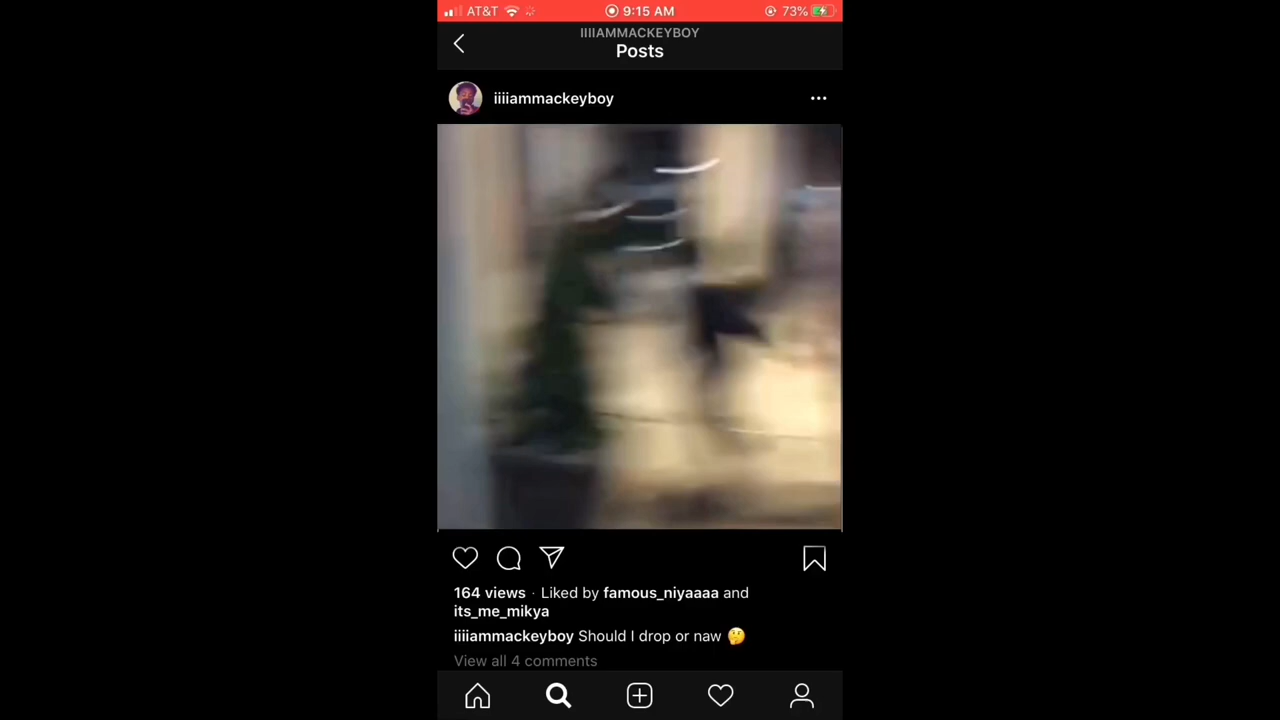 AT&T 9:15 AM 73%
IIIIAMMACKEYBOY
Posts
iiiiammackeyboy
164 views · Liked by famous_niyaaaa and
its_me_mikya
iiiiammackeyboy Should I drop or naw 🤔
View all 4 comments